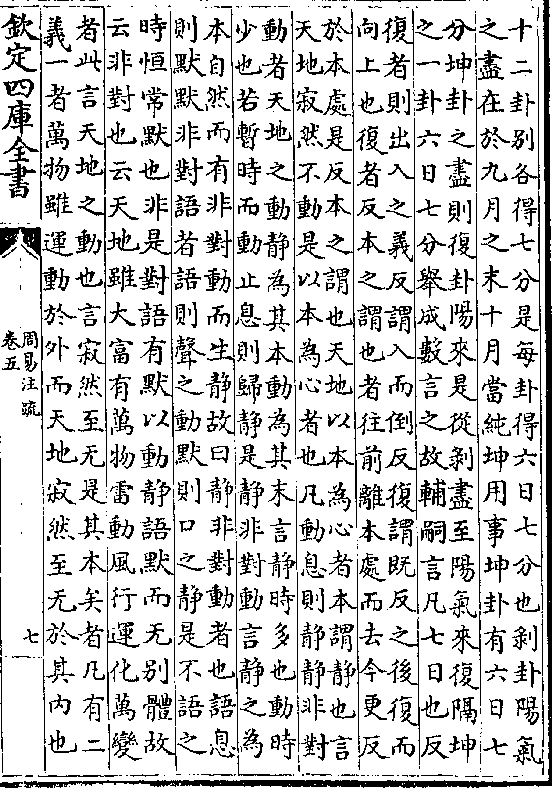 十二卦別各得七分是每卦得六日七分也剥卦陽氣
之盡在於九月之末十月當純坤用事坤卦有六日七
分坤卦之盡則復卦陽來是從剥盡至陽氣來復隔坤
之一卦六日七分舉成數言之故輔嗣言凡七日也反
復者則出入之義反謂入而倒反復謂既反之後復而
向上也復者反本之謂也者往前離本處而去今更反
於本處是反本之謂也天地以本為心者本謂静也言
天地寂然不動是以本為心者也凡動息則静静非對
動者天地之動静為其本動為其末言静時多也動時
少也若暫時而動止息則歸静是静非對動言静之為
本自然而有非對動而生静故曰静非對動者也語息
則默默非對語者語則聲之動默則口之静是不語之
時恒常默也非是對語有默以動静語默而无別體故
云非對也云天地雖大富有萬物雷動風行運化萬變
者此言天地之動也言寂然至无是其本矣者凡有二
義一者萬物雖運動於外而天地寂然至无於其内也
欽定四庫全書
周易注疏
卷五
七